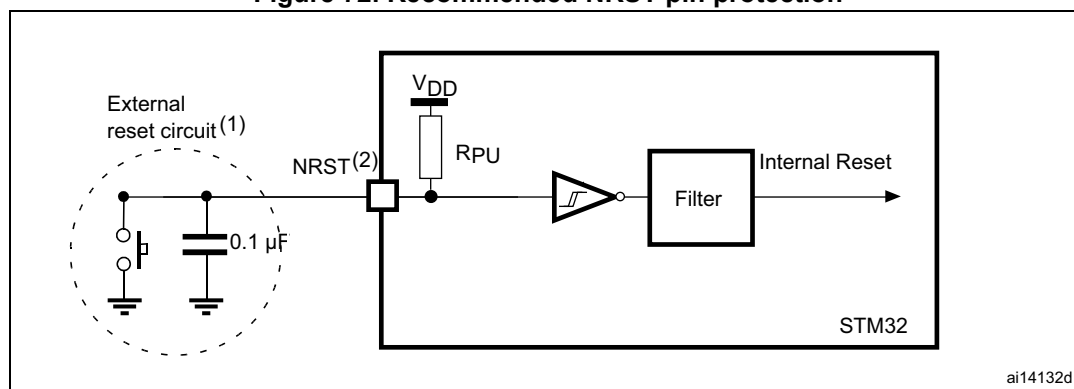 Figure 72. Recommended NRST pin protection
External
reset circuit(1)
VDD
NRST(2)
RPU
Internal Reset
Filter
0.1 µF
STM32
ai14132d